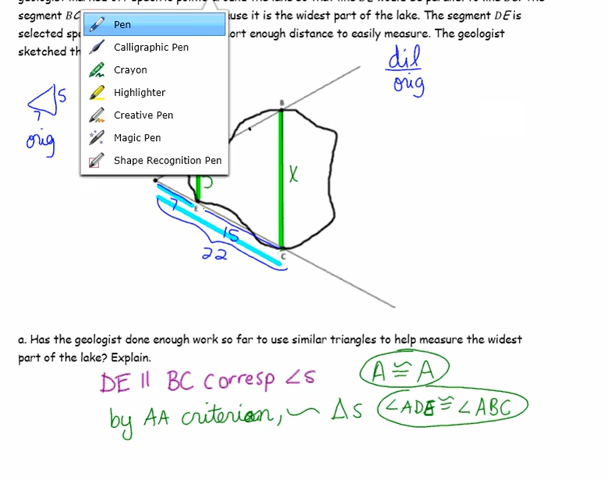 geologist
segment BC use it is the widest part of the lake. The segment DE is
selected ort enough distance to easily measure. The geologist
sketched
Pen
Calligraphic Pen
Crayon
Highlighter
Creative Pen
Magic Pen
Shape Recognition Pen
dil
orig
5
7
orig
B
X
5
7
E
15
22
C
a. Has the geologist done enough work so far to use similar triangles to help measure the widest
part of the lake? Explain.
DE || BC corresp ∠s A ≅ A
by AA criterion, ~ Δs ∠ADE ≅ ∠ABC